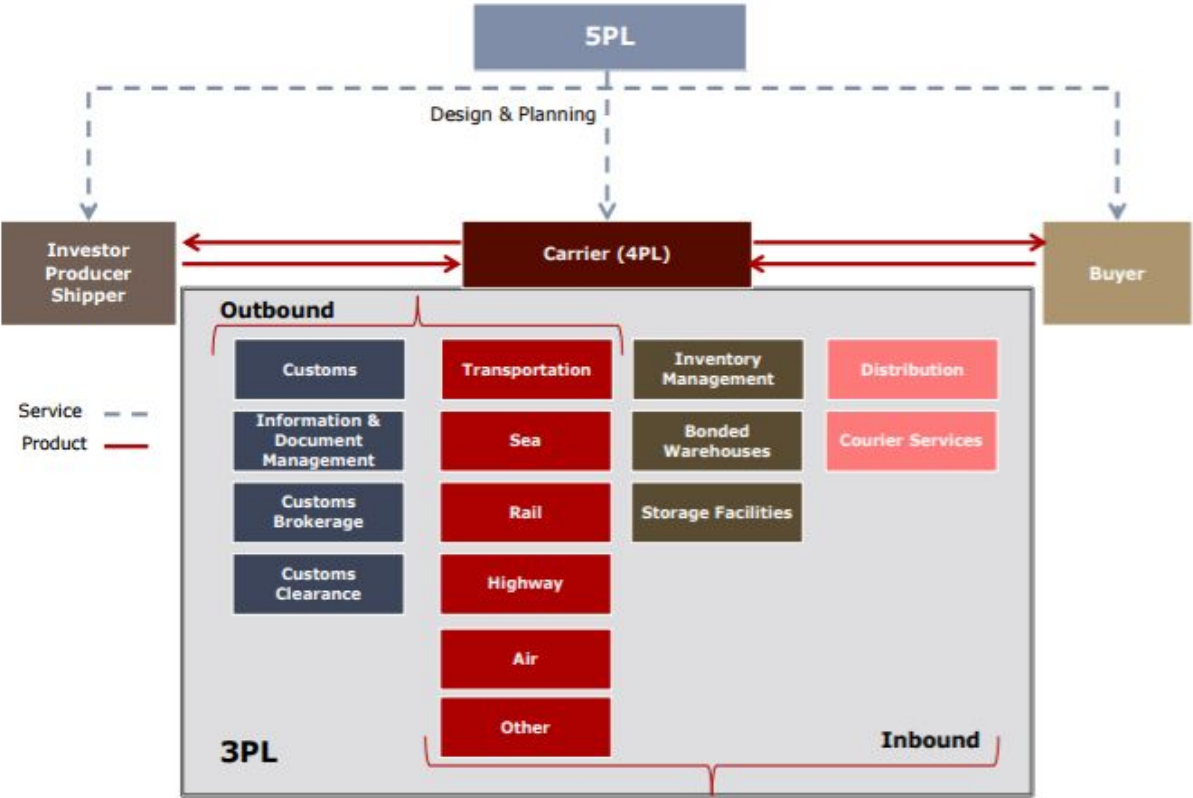 5PL
Design & Planning
Investor
Producer
Shipper
Carrier (4PL)
Buyer
Outbound
Customs
Transportation
Inventory
Management
Distribution
Service
Product
Information &
Document
Management
Sea
Bonded
Warehouses
Courier Services
Customs
Brokerage
Rail
Storage Facilities
Customs
Clearance
Highway
Air
Other
3PL
Inbound